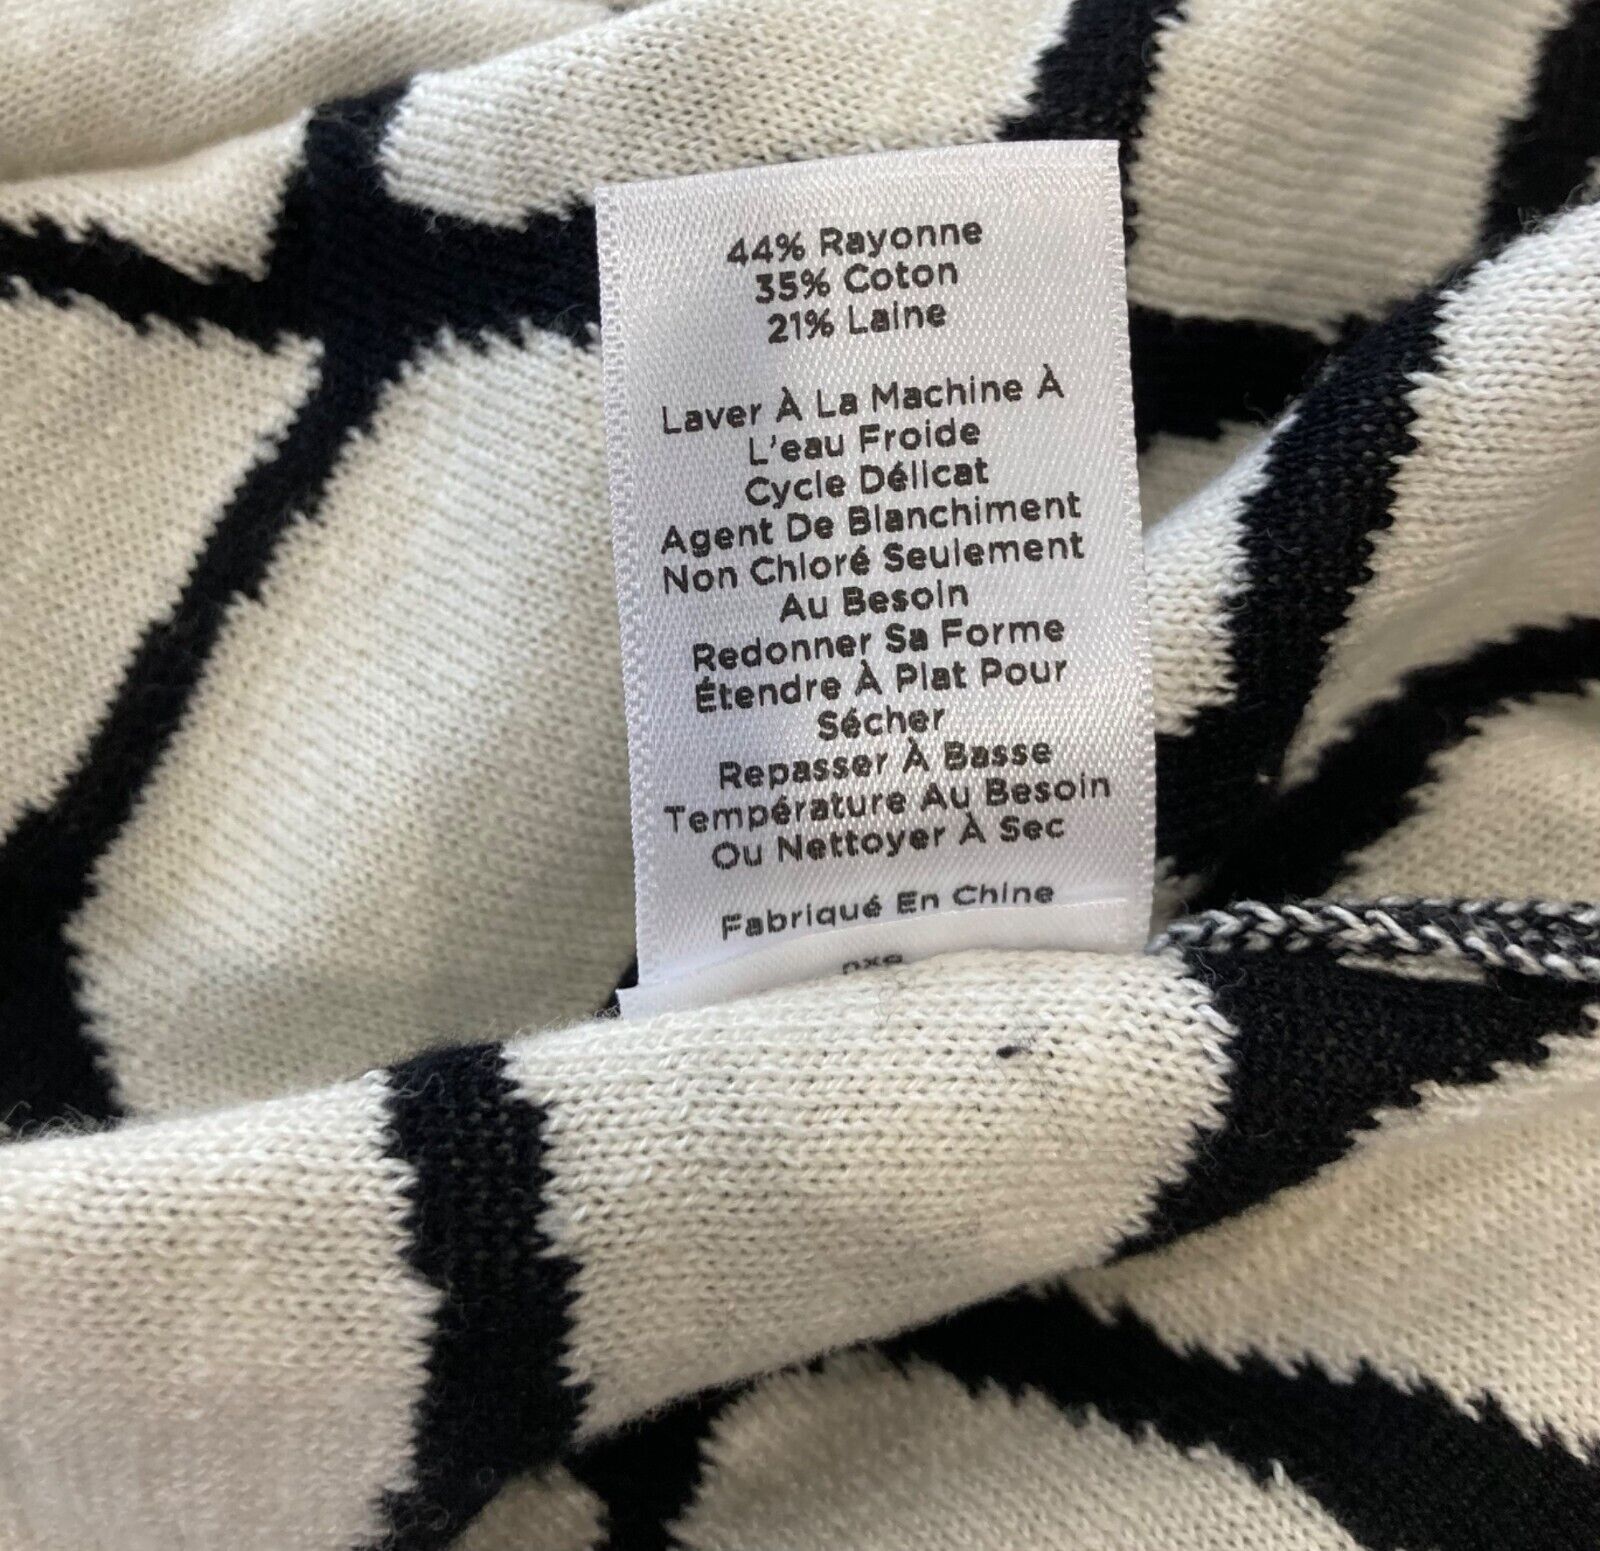 44% Rayonne
35% Coton
21% Laine
Laver À La Machine À
L'eau Froide
Cycle Délicat
Agent De Blanchiment
Non Chloré Seulement
Au Besoin
Redonner Sa Forme
Étendre À Plat Pour
Sécher
Repasser À Basse
Température Au Besoin
Ou Nettoyer À Sec
Fabriqué En Chine